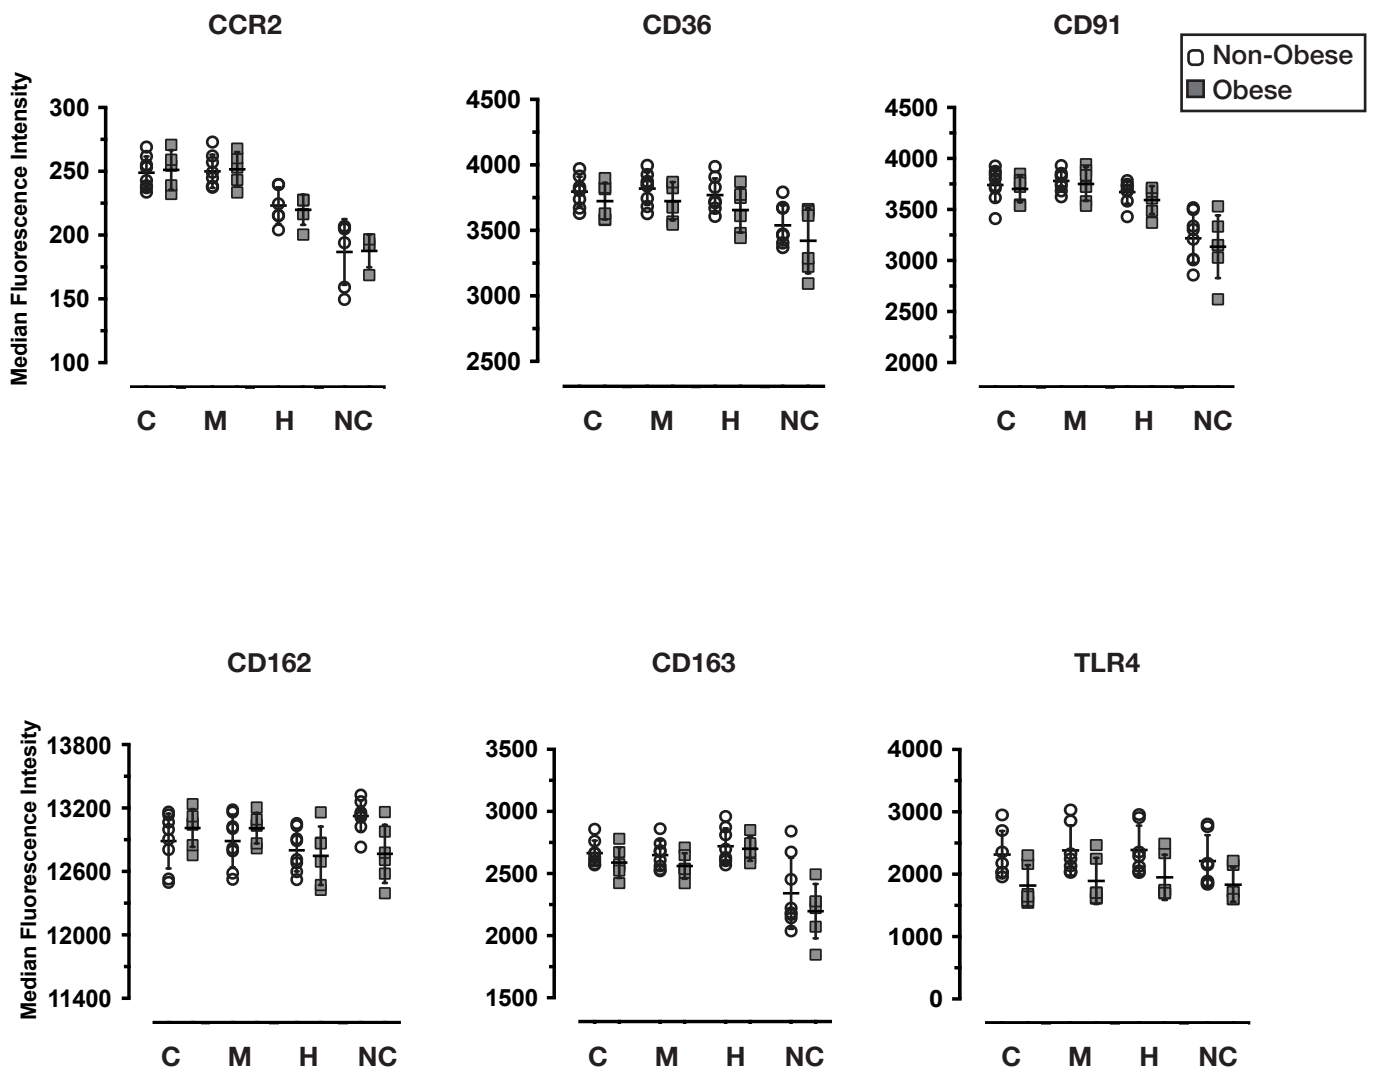 CCR2
CD36
CD91
Non-Obese
Obese
Median Fluorescence Intensity
300
250
200
150
100
C M H NC
4500
4000
3500
3000
2500
C M H NC
4500
4000
3500
3000
2500
2000
C M H NC
CD162
CD163
TLR4
Median Fluorescence Intesity
13800
13200
12600
12000
11400
C M H NC
3500
3000
2500
2000
1500
C M H NC
4000
3000
2000
1000
0
C M H NC